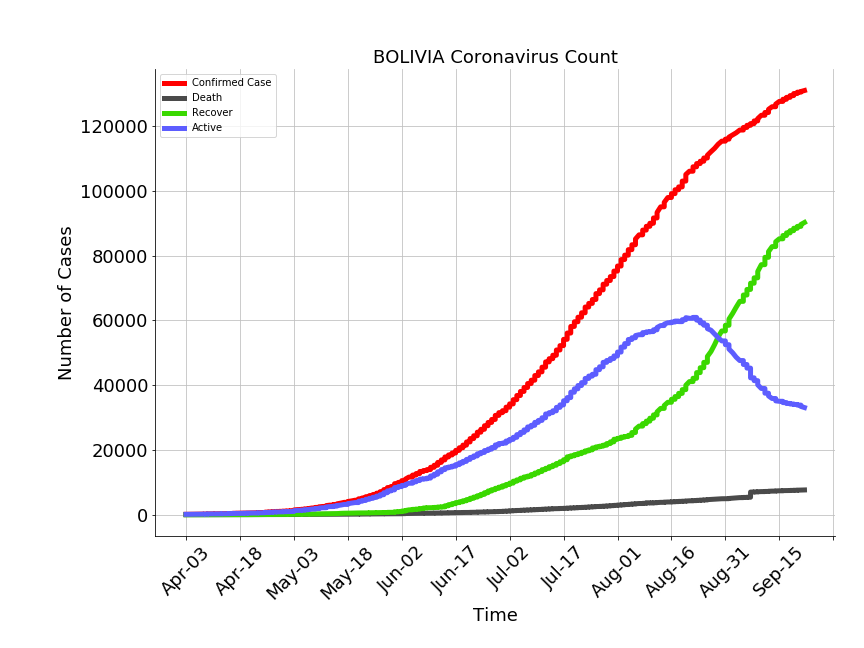 BOLIVIA Coronavirus Count
Confirmed Case
Death
Recover
Active
Number of Cases
120000
100000
80000
60000
40000
20000
0
Apr-03 Apr-18 May-03 May-18 Jun-02 Jun-17 Jul-02 Jul-17 Aug-01 Aug-16 Aug-31 Sep-15
Time